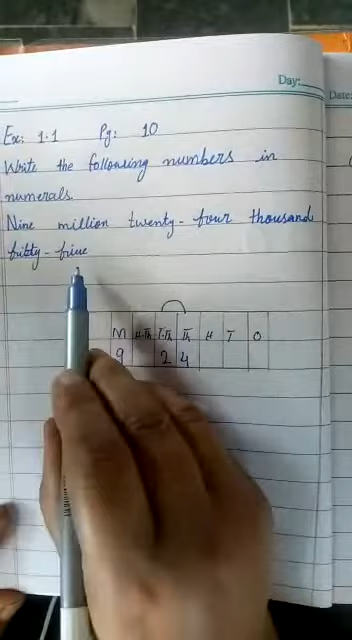 Day:
Date:
Ex: 1.1 Pg: 10
Write the following numbers in
numerals.
Nine million twenty-four thousand
fifty-five
M H-Th T-Th Th H T O
9 2 4